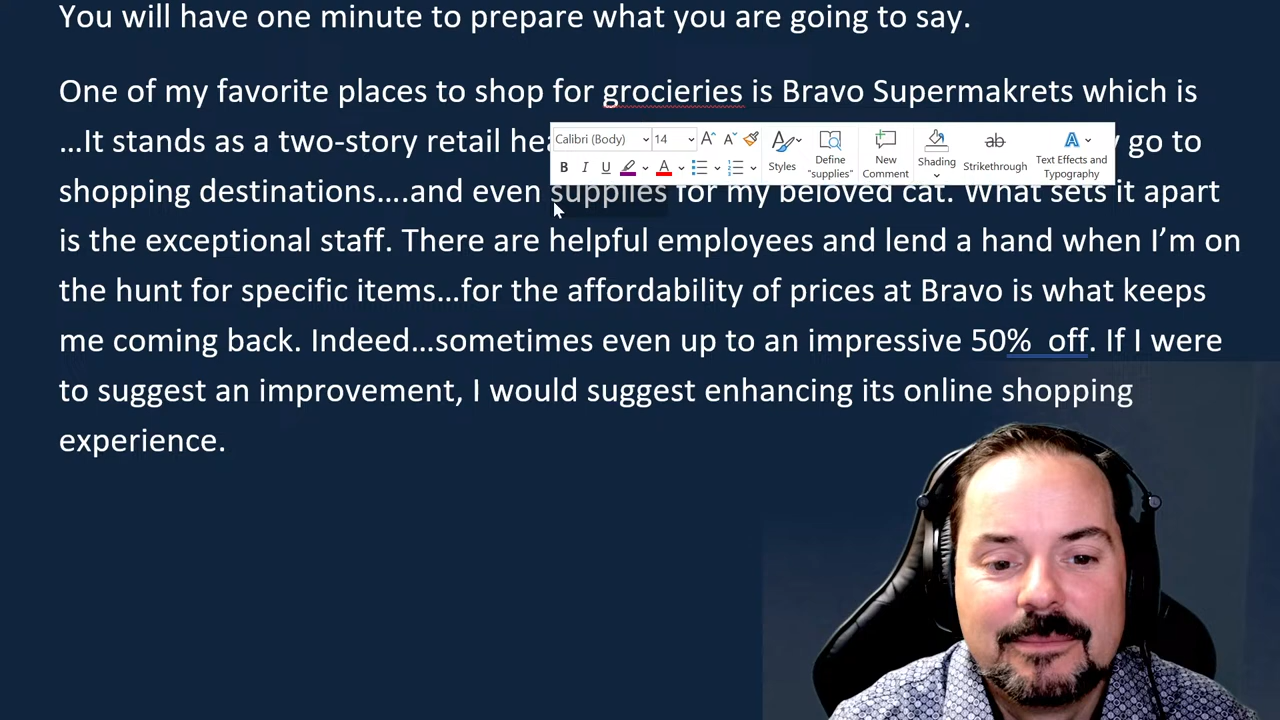 You will have one minute to prepare what you are going to say.
One of my favorite places to shop for grocieries is Bravo Supermakrets which is
…It stands as a two-story retail hea
y go to
Calibri (Body) 14
Styles
Define "supplies"
New Comment
Shading
Strikethrough
Text Effects and Typography
shopping destinations….and even supplies for my beloved cat. What sets it apart
is the exceptional staff. There are helpful employees and lend a hand when I’m on
the hunt for specific items…for the affordability of prices at Bravo is what keeps
me coming back. Indeed…sometimes even up to an impressive 50%  off. If I were
to suggest an improvement, I would suggest enhancing its online shopping
experience.